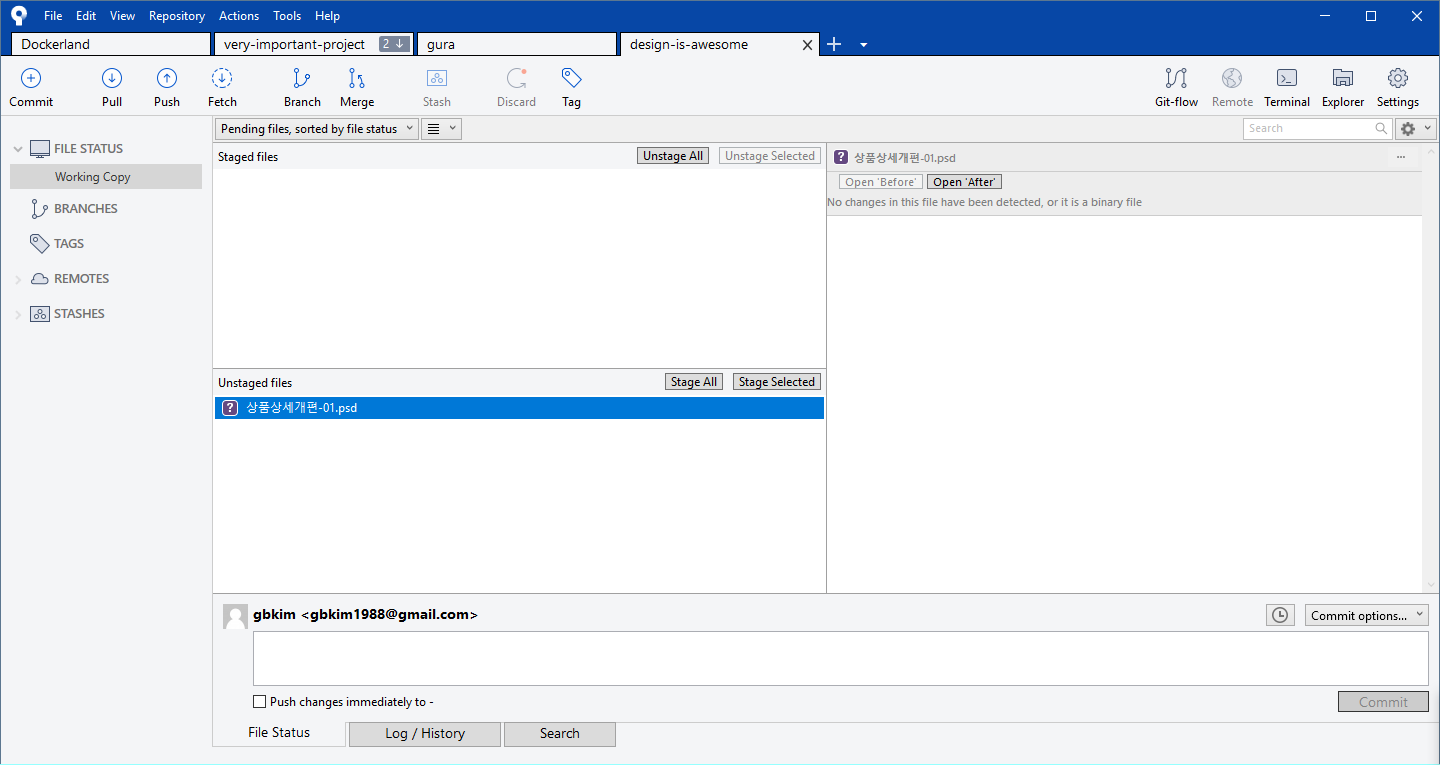 File Edit View Repository Actions Tools Help
Dockerland very-important-project 2 gura design-is-awesome
Commit Pull Push Fetch Branch Merge Stash Discard Tag Git-flow Remote Terminal Explorer Settings
Pending files, sorted by file status Search
FILE STATUS
Working Copy
BRANCHES
TAGS
REMOTES
STASHES
Staged files Unstage All Unstage Selected
Unstaged files Stage All Stage Selected
상품상세개편-01.psd
상품상세개편-01.psd ...
Open 'Before' Open 'After'
No changes in this file have been detected, or it is a binary file
gbkim <gbkim1988@gmail.com> Commit options...
Push changes immediately to - Commit
File Status Log / History Search